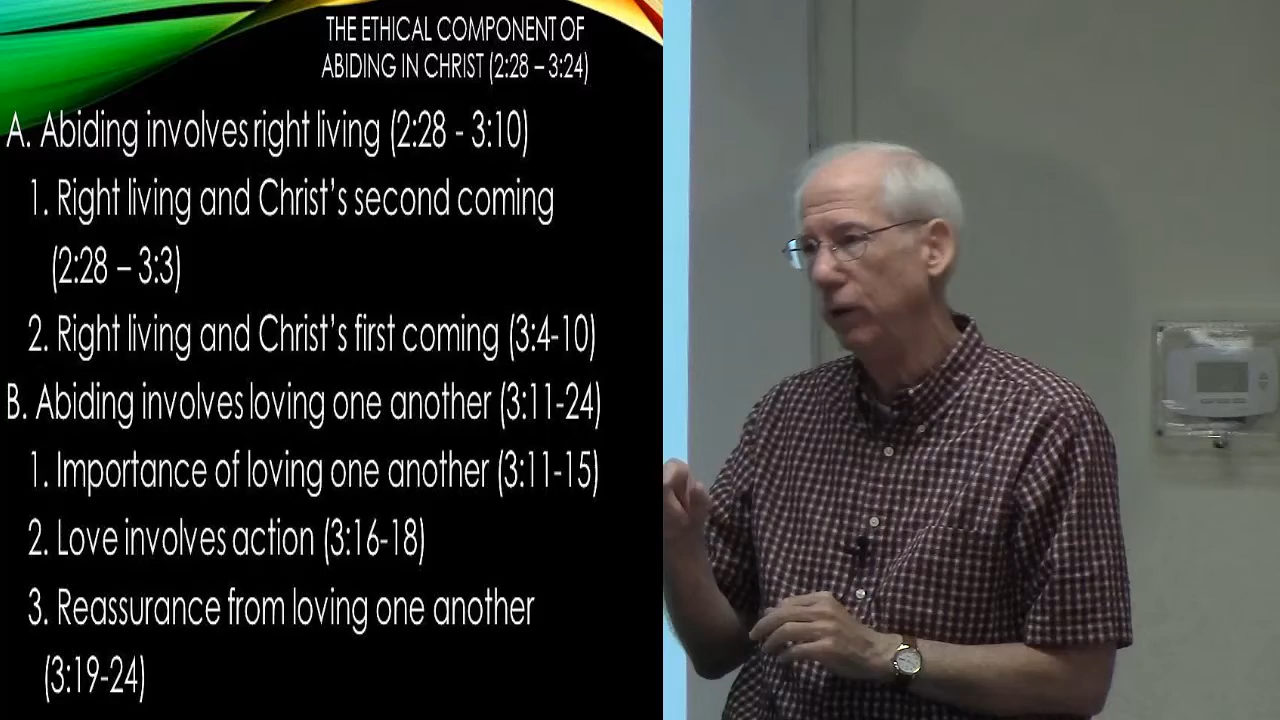 THE ETHICAL COMPONENT OF
ABIDING IN CHRIST (2:28 – 3:24)
A. Abiding involves right living (2:28 - 3:10)
1. Right living and Christ’s second coming
(2:28 – 3:3)
2. Right living and Christ’s first coming (3:4-10)
B. Abiding involves loving one another (3:11-24)
1. Importance of loving one another (3:11-15)
2. Love involves action (3:16-18)
3. Reassurance from loving one another
(3:19-24)